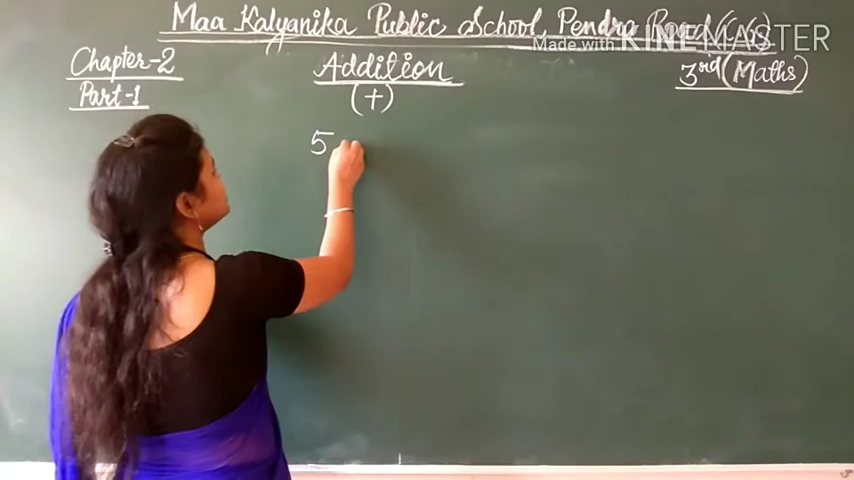 Maa Kalyanika Public School Pendra Road (C.G)
Made with KINEMASTER
Chapter-2
Addition
3rd (Maths)
Part-1
(+)
5